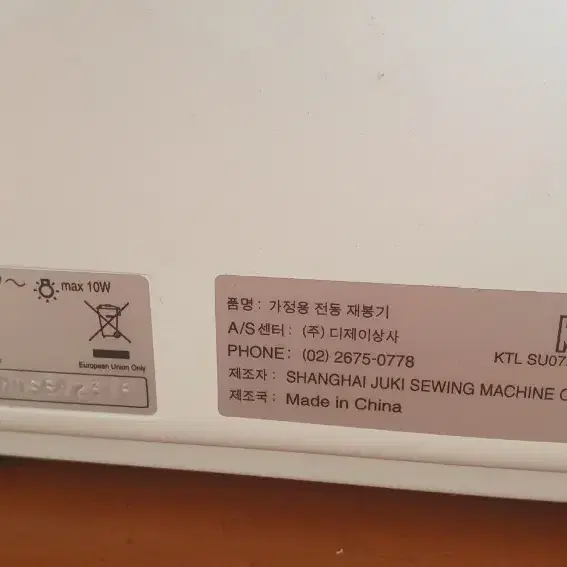 max 10W
European Union Only
품명: 가정용 전동 재봉기
A/S센터: (주) 디제이상사
PHONE: (02) 2675-0778
제조자: SHANGHAI JUKI SEWING MACHINE
제조국: Made in China
KTL